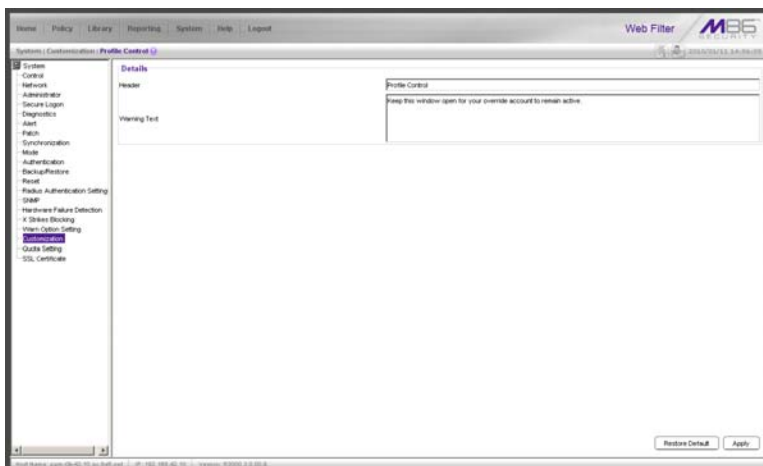 Home Policy Library Reporting System Help Logout
Web Filter
M86
SECURITY
System : Customization : Profile Control
System
Control
Network
Administrator
Secure Logon
Diagnostics
Alert
Patch
Synchronization
Mode
Authentication
Backup/Restore
Reset
Radius Authentication Setting
SNMP
Hardware Failure Detection
X Strikes Blocking
Warn Option Setting
Customization
Quota Setting
SSL Certificate
Details
Header
Profile Control
Warning Text
Keep this window open for your override account to remain active.
Restore Default Apply